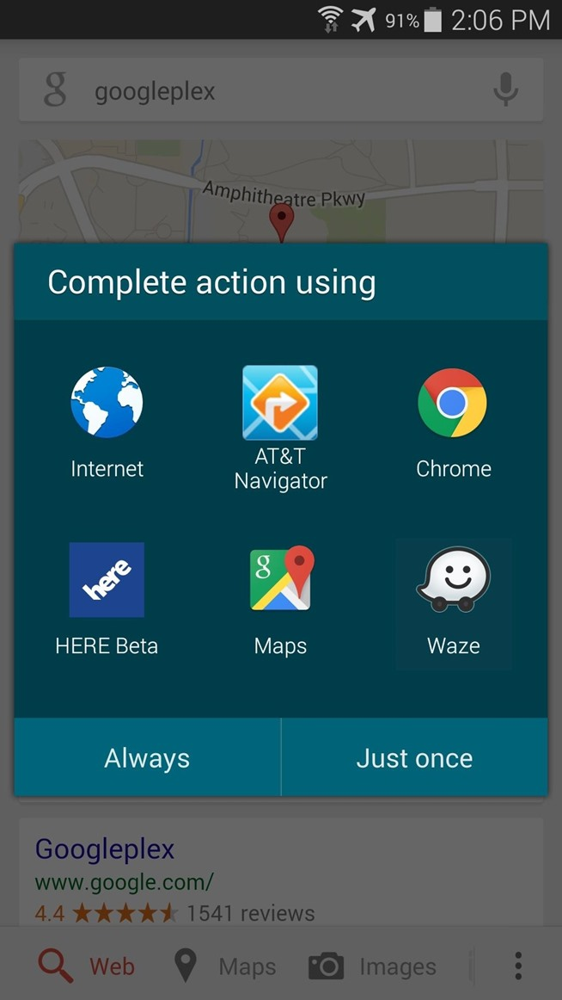 91% 2:06 PM
googleplex
Amphitheatre Pkwy
Complete action using
Internet
AT&T
Navigator
Chrome
here
HERE Beta
g
Maps
Waze
Always
Just once
Googleplex
www.google.com/
4.4 1541 reviews
Web Maps Images